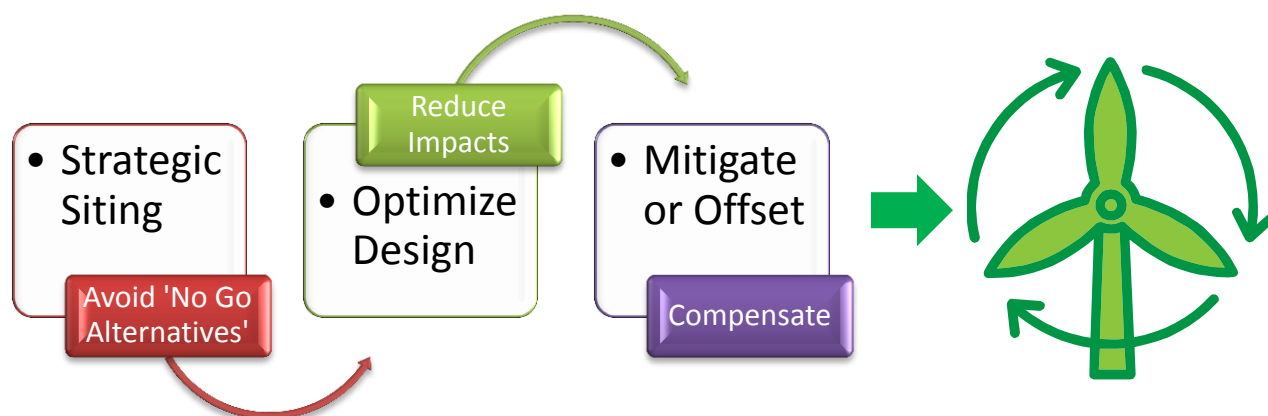 • Strategic
Siting
Avoid 'No Go
Alternatives'
Reduce
Impacts
• Optimize
Design
• Mitigate
or Offset
Compensate